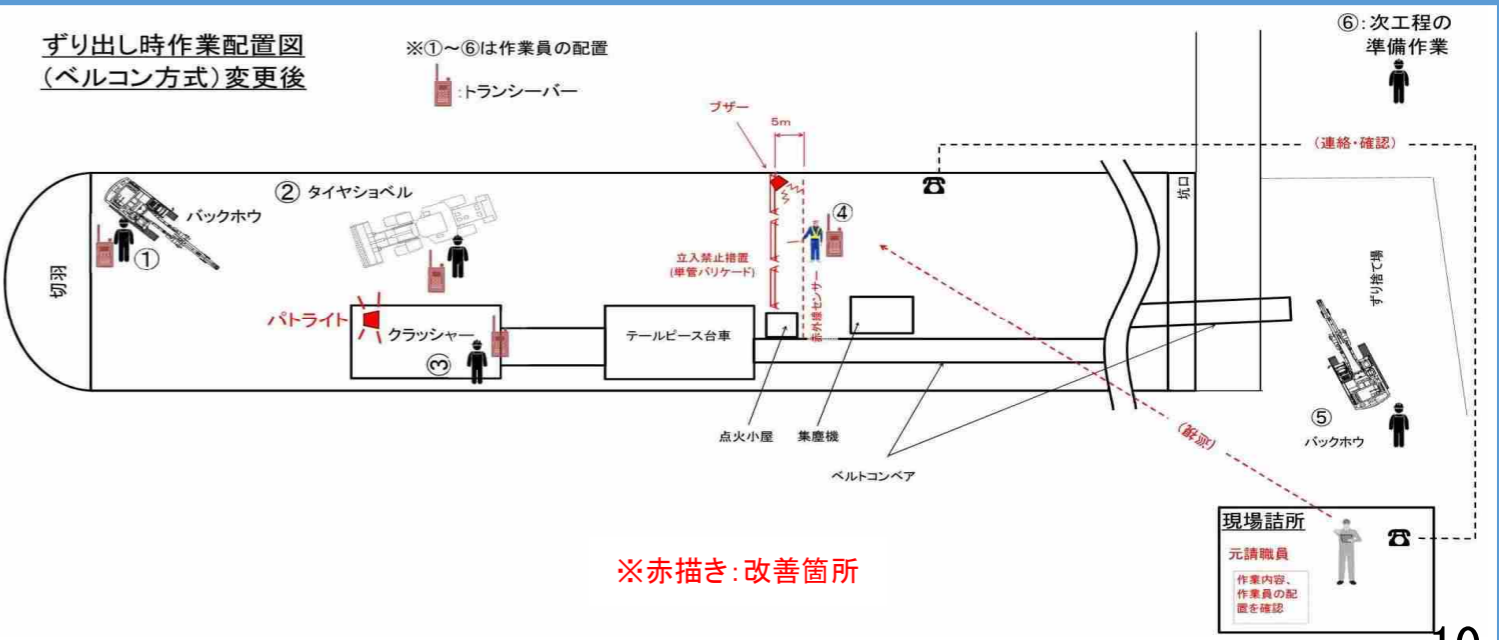 ずり出し時作業配置図
(ベルコン方式)変更後
※①～⑥は作業員の配置
:トランシーバー
⑥:次工程の
準備作業
ブザー
5m
(連絡・確認)
坑口
② タイヤショベル
バックホウ
①
④
切羽
立入禁止措置
(単管バリケード)
赤外線センサー
ずり捨て場
パトライト
クラッシャー
③
テールピース台車
点火小屋
集塵機
ベルトコンベア
(巡視)
⑤
バックホウ
現場詰所
元請職員
作業内容、
作業員の配
置を確認
※赤描き:改善箇所
10